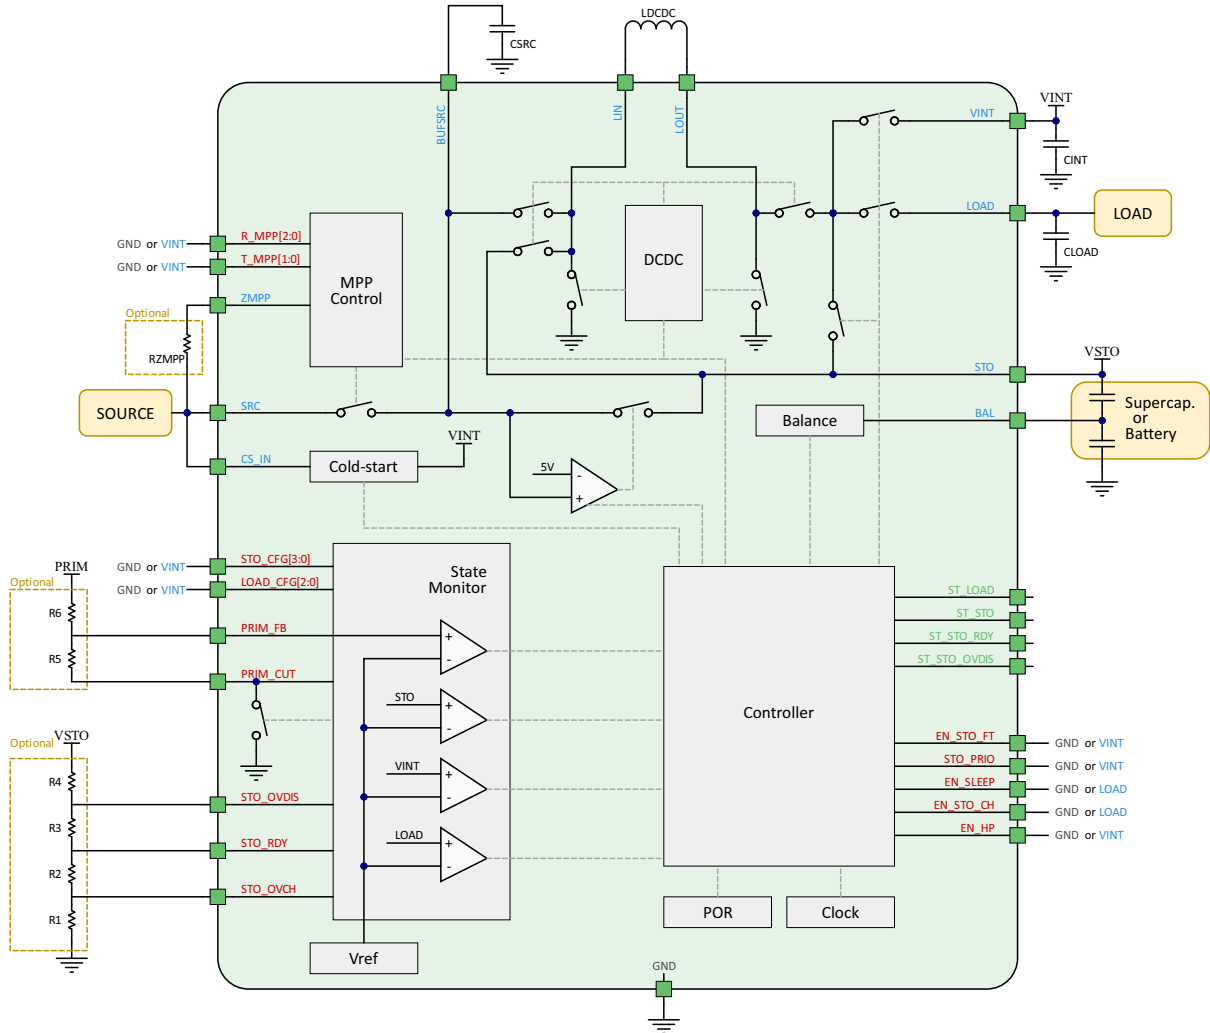 LDCDC
CSRC
BUFSRC
LIN
LOUT
VINT
VINT
CINT
LOAD
LOAD
CLOAD
GND or VINT
R_MPP[2:0]
GND or VINT
T_MPP[1:0]
ZMPP
MPP
Control
DCDC
Optional
RZMPP
STO
VSTO
SOURCE
SRC
BAL
Balance
Supercap.
or
Battery
VINT
CS_IN
Cold-start
5V
-
+
PRIM
GND or VINT
STO_CFG[3:0]
GND or VINT
LOAD_CFG[2:0]
State
Monitor
Optional
R6
R5
PRIM_FB
PRIM_CUT
+
-
STO
+
-
VINT
+
-
LOAD
+
-
Controller
ST_LOAD
ST_STO
ST_STO_RDY
ST_STO_OVDIS
EN_STO_FT
GND or VINT
STO_PRIO
GND or VINT
EN_SLEEP
GND or LOAD
EN_STO_CH
GND or LOAD
EN_HP
GND or VINT
Optional
VSTO
R4
R3
R2
R1
STO_OVDIS
STO_RDY
STO_OVCH
POR
Clock
Vref
GND